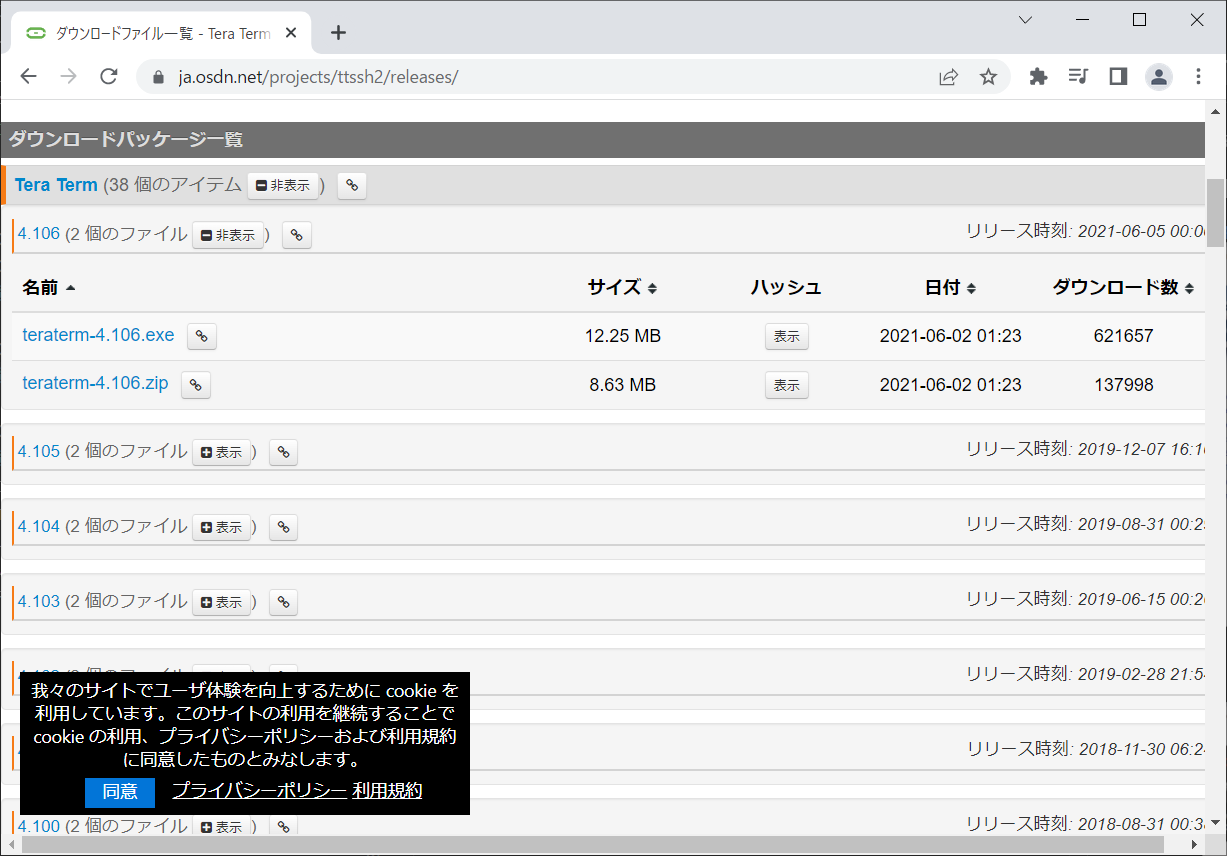 ダウンロードファイル一覧 - Tera Term
ja.osdn.net/projects/ttssh2/releases/
ダウンロードパッケージ一覧
Tera Term (38 個のアイテム 非表示)
4.106 (2 個のファイル 非表示) リリース時刻: 2021-06-05 00:0
名前 サイズ ハッシュ 日付 ダウンロード数
teraterm-4.106.exe 12.25 MB 表示 2021-06-02 01:23 621657
teraterm-4.106.zip 8.63 MB 表示 2021-06-02 01:23 137998
4.105 (2 個のファイル 表示) リリース時刻: 2019-12-07 16:1
4.104 (2 個のファイル 表示) リリース時刻: 2019-08-31 00:2
4.103 (2 個のファイル 表示) リリース時刻: 2019-06-15 00:2
リリース時刻: 2019-02-28 21:5
リリース時刻: 2018-11-30 06:2
我々のサイトでユーザ体験を向上するために cookie を
利用しています。このサイトの利用を継続することで
cookie の利用、プライバシーポリシーおよび利用規約
に同意したものとみなします。
同意 プライバシーポリシー 利用規約
4.100 (2 個のファイル 表示) リリース時刻: 2018-08-31 00:3